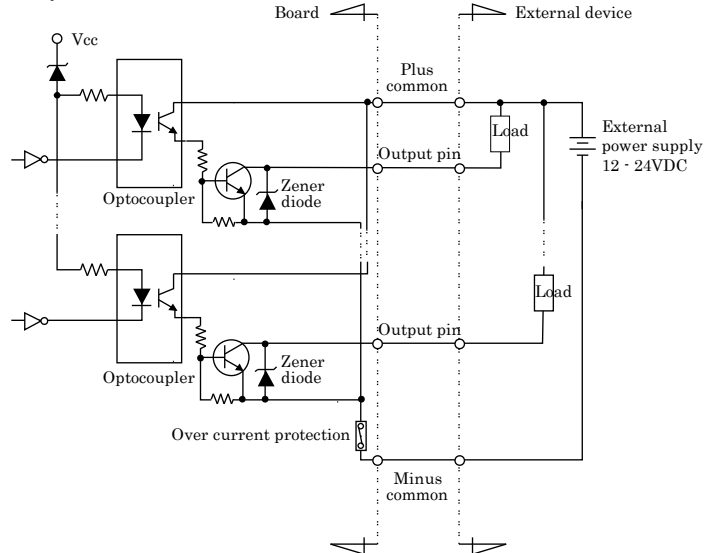 Board
External device
Vcc
Plus
common
Load
External
power supply
12 - 24VDC
Output pin
Optocoupler
Zener
diode
Load
Output pin
Optocoupler
Zener
diode
Over current protection
Minus
common